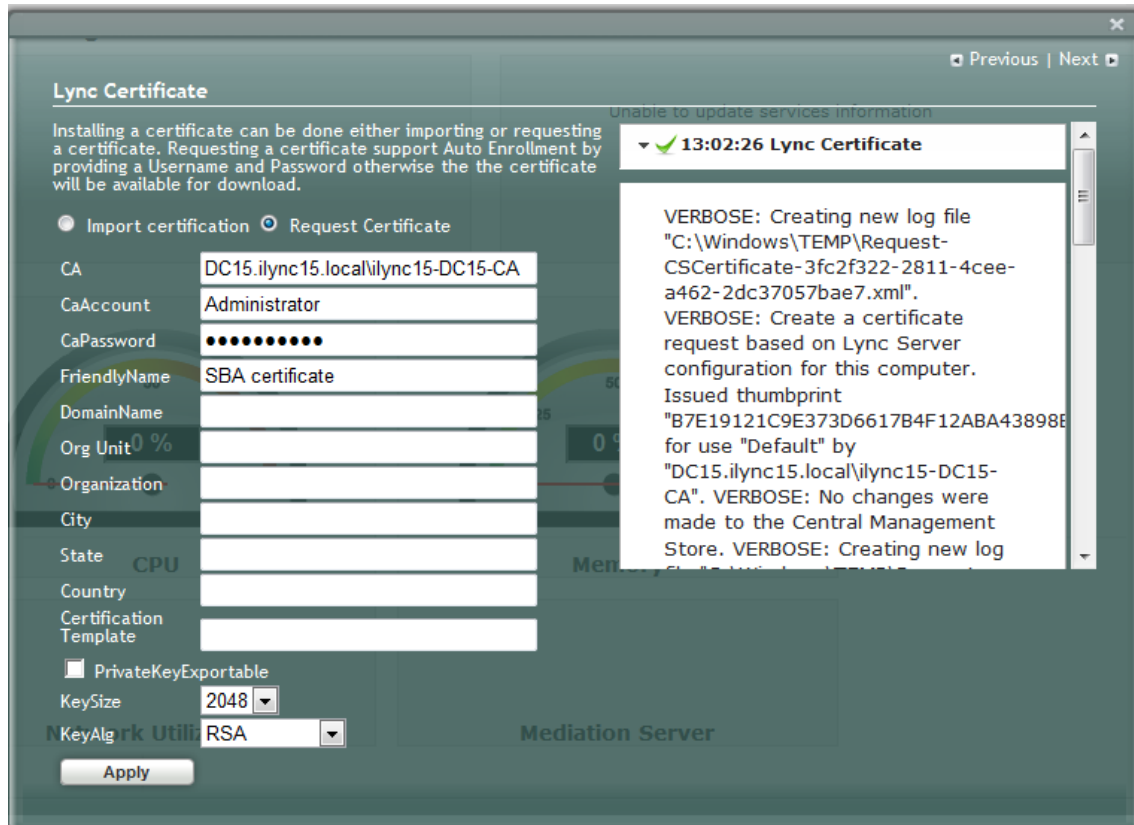 Previous | Next
Lync Certificate
Unable to update services information
Installing a certificate can be done either importing or requesting
a certificate. Requesting a certificate support Auto Enrollment by
providing a Username and Password otherwise the the certificate
will be available for download.
Import certification Request Certificate
CA DC15.ilync15.local\ilync15-DC15-CA
CaAccount Administrator
CaPassword ●●●●●●●●●●
FriendlyName SBA certificate
DomainName
Org Unit
0 %
Organization
City
State
CPU
Country
Certification
Template
PrivateKeyExportable
KeySize 2048
KeyAlg RSA
Apply
13:02:26 Lync Certificate
VERBOSE: Creating new log file
"C:\Windows\TEMP\Request-
CSCertificate-3fc2f322-2811-4cee-
a462-2dc37057bae7.xml".
VERBOSE: Create a certificate
request based on Lync Server
configuration for this computer.
Issued thumbprint
"B7E19121C9E373D6617B4F12ABA43898E
for use "Default" by
"DC15.ilync15.local\ilync15-DC15-
CA". VERBOSE: No changes were
made to the Central Management
Store. VERBOSE: Creating new log
Mediation Server